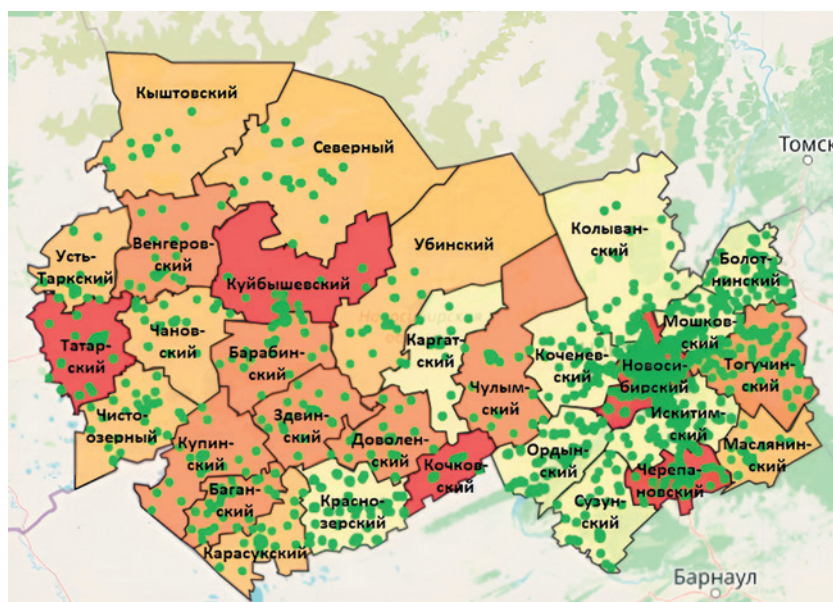 Кыштовский
Северный
Томск
Колыван-
ский
Убинский
Венгеров-
ский
Усть-
Таркский
Болот-
нинский
Куйбышевский
Мошков-
ский
Татар-
ский
Чанов-
ский
Каргат-
ский
Коченев-
ский
Новоси-
бирский
Тогучин-
ский
Барабин-
ский
Чулым-
ский
Чисто-
озерный
Здвин-
ский
Искитим-
ский
Купин-
ский
Доволен-
ский
Ордын-
ский
Маслянин-
ский
Кочков-
ский
Черепа-
новский
Баган-
ский
Красно-
зерский
Сузун-
ский
Карасукский
Барнаул